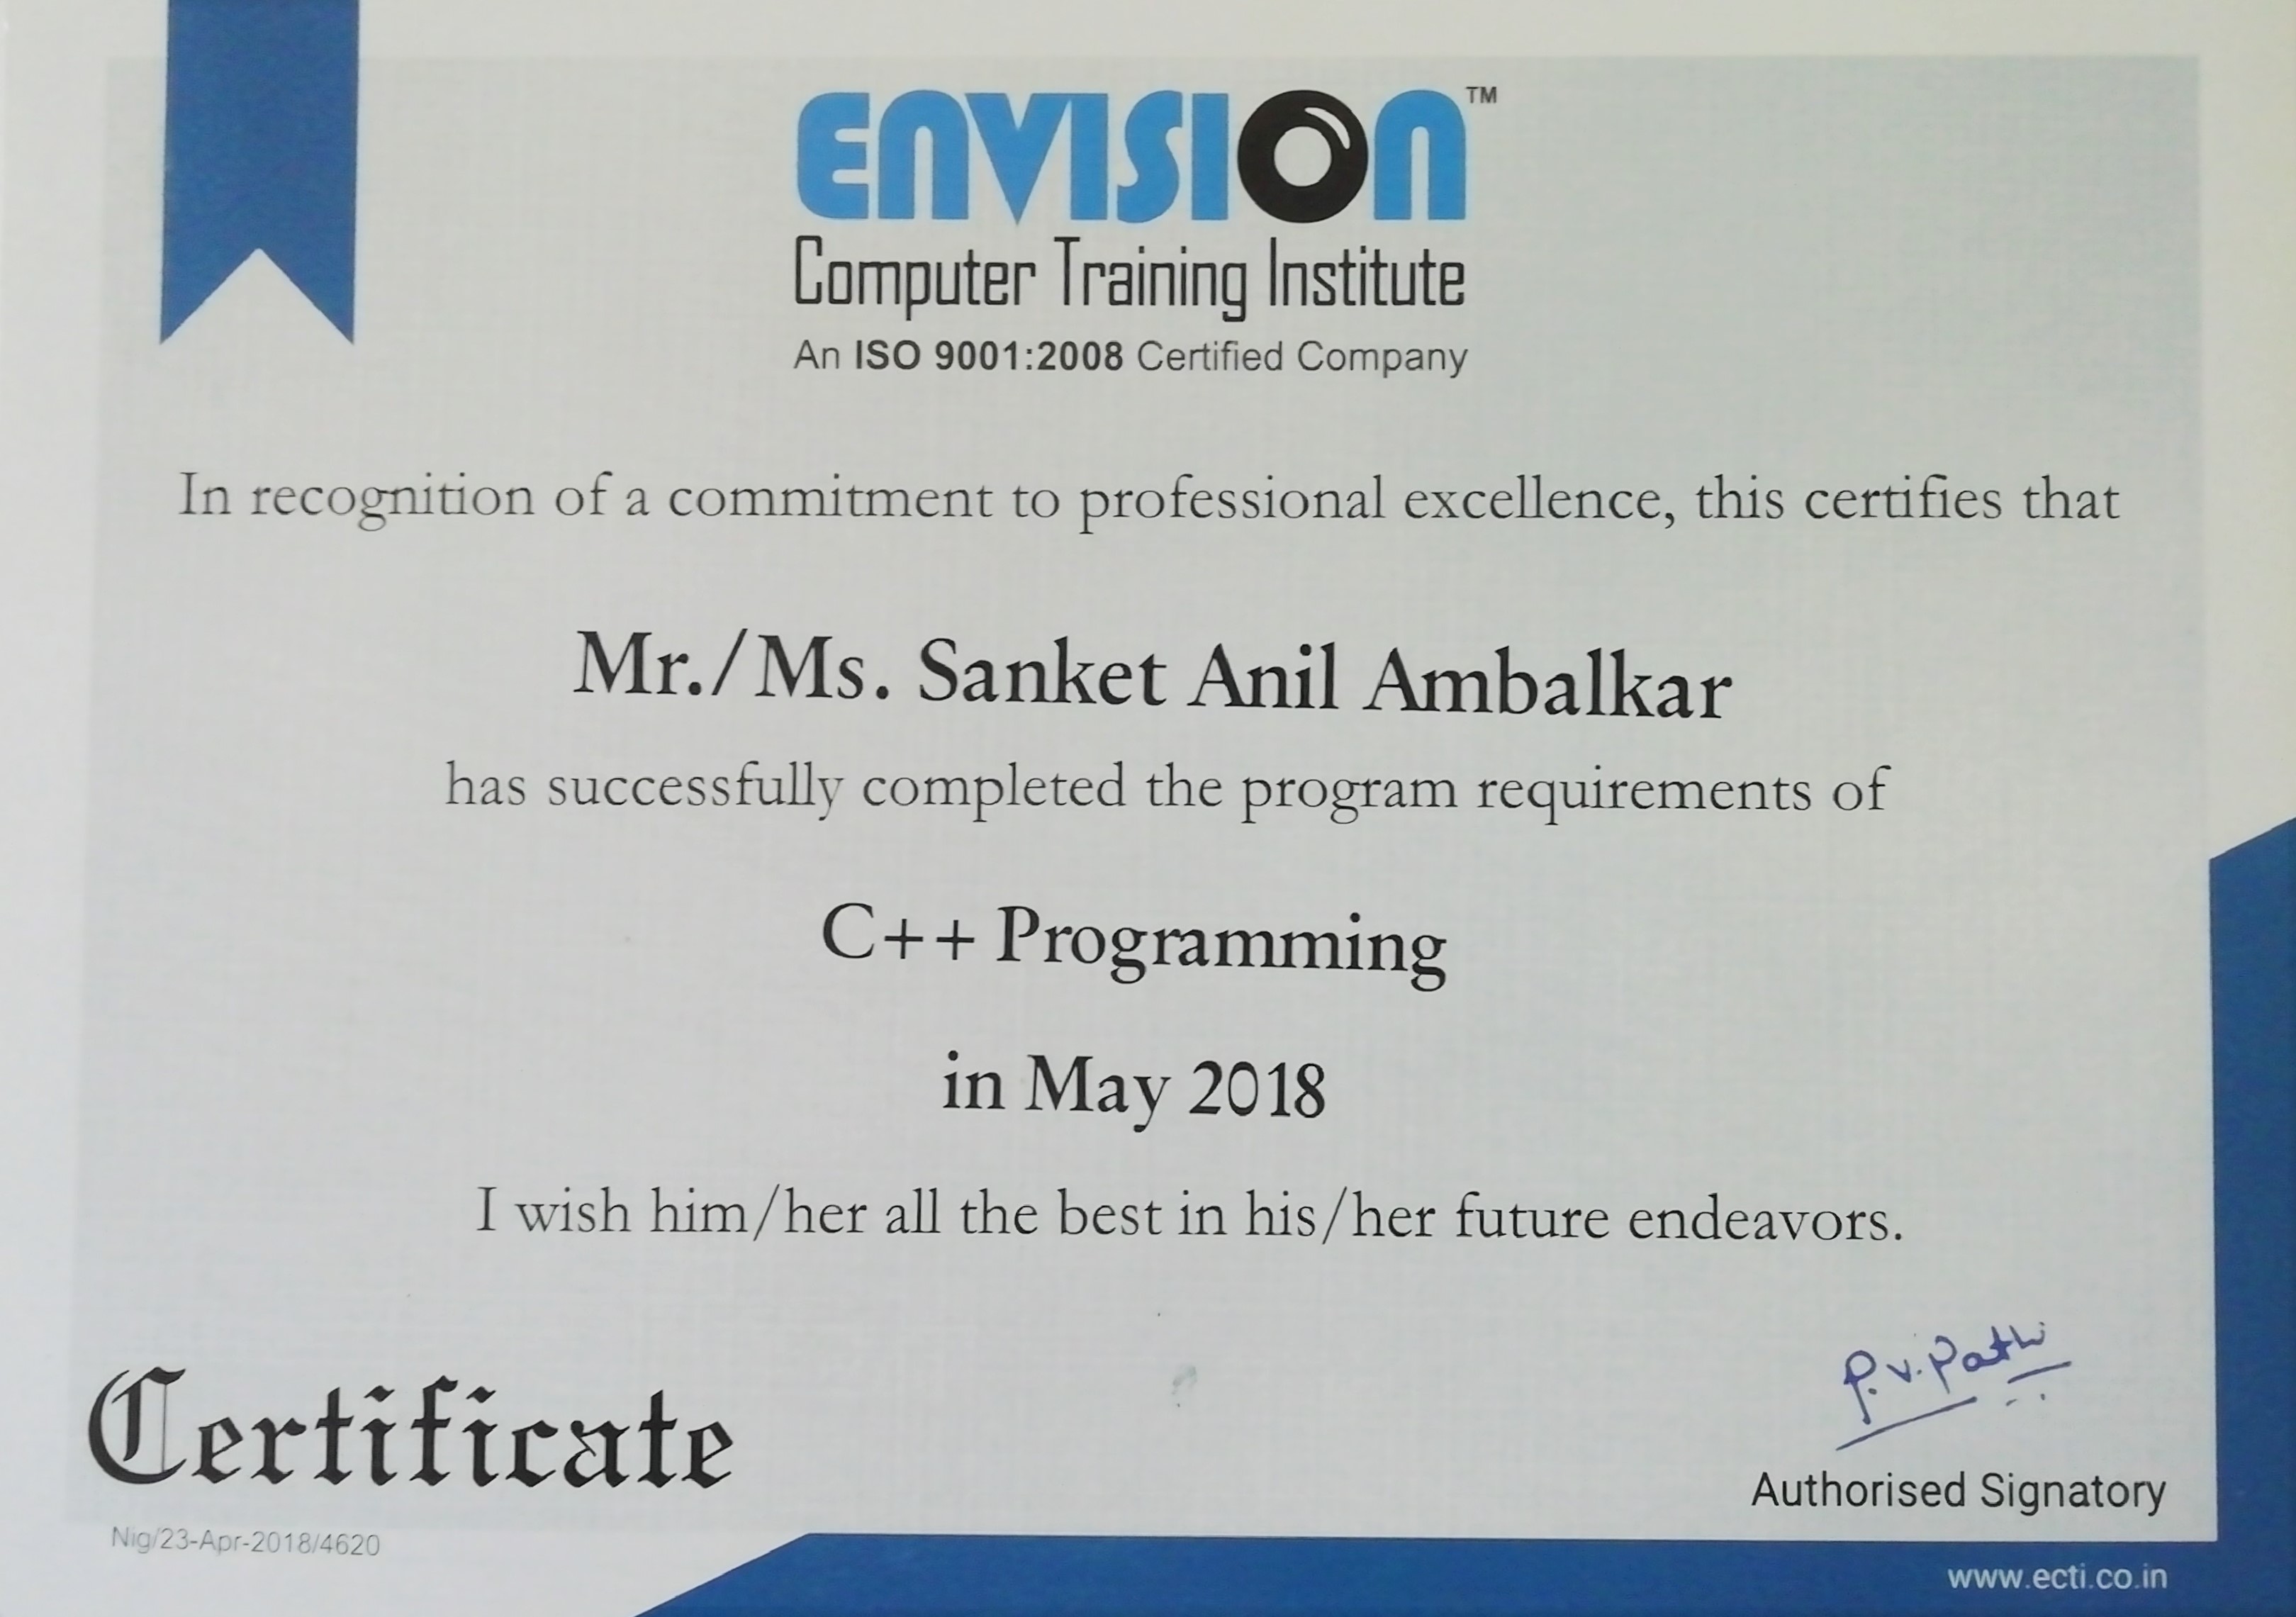 ENVISION™
Computer Training Institute
An ISO 9001:2008 Certified Company
In recognition of a commitment to professional excellence, this certifies that
Mr./Ms. Sanket Anil Ambalkar
has successfully completed the program requirements of
C++ Programming
in May 2018
I wish him/her all the best in his/her future endeavors.
P.V.Pathi
Certificate
Authorised Signatory
Nig/23-Apr-2018/4620
www.ecti.co.in